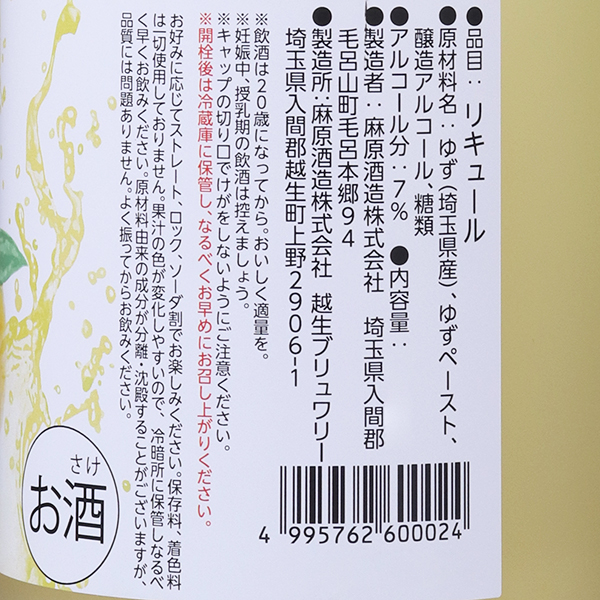 ●品目：リキュール
●原材料名：ゆず(埼玉県産)、ゆずペースト、
醸造アルコール、糖類
●アルコール分：7％　●内容量：
●製造者：麻原酒造株式会社　埼玉県入間郡
毛呂山町毛呂本郷94
●製造所：麻原酒造株式会社　越生ブリュワリー
埼玉県入間郡越生町上野2906-1
※飲酒は20歳になってから。おいしく適量を。
※妊娠中、授乳期の飲酒は控えましょう。
※キャップの切り口でけがをしないようにご注意ください。
※開栓後は冷蔵庫に保管し、なるべくお早めにお召し上がりください。
お好みに応じてストレート、ロック、ソーダ割でお楽しみください。保存料、着色料
は一切使用しておりません。果汁の色が変化しやすいので、冷暗所に保管しなるべ
く早くお飲みください。原材料由来の成分が分離・沈殿することがございますが、
品質には問題ありません。よく振ってからお飲みください。
さけ
お酒
4 995762 600024